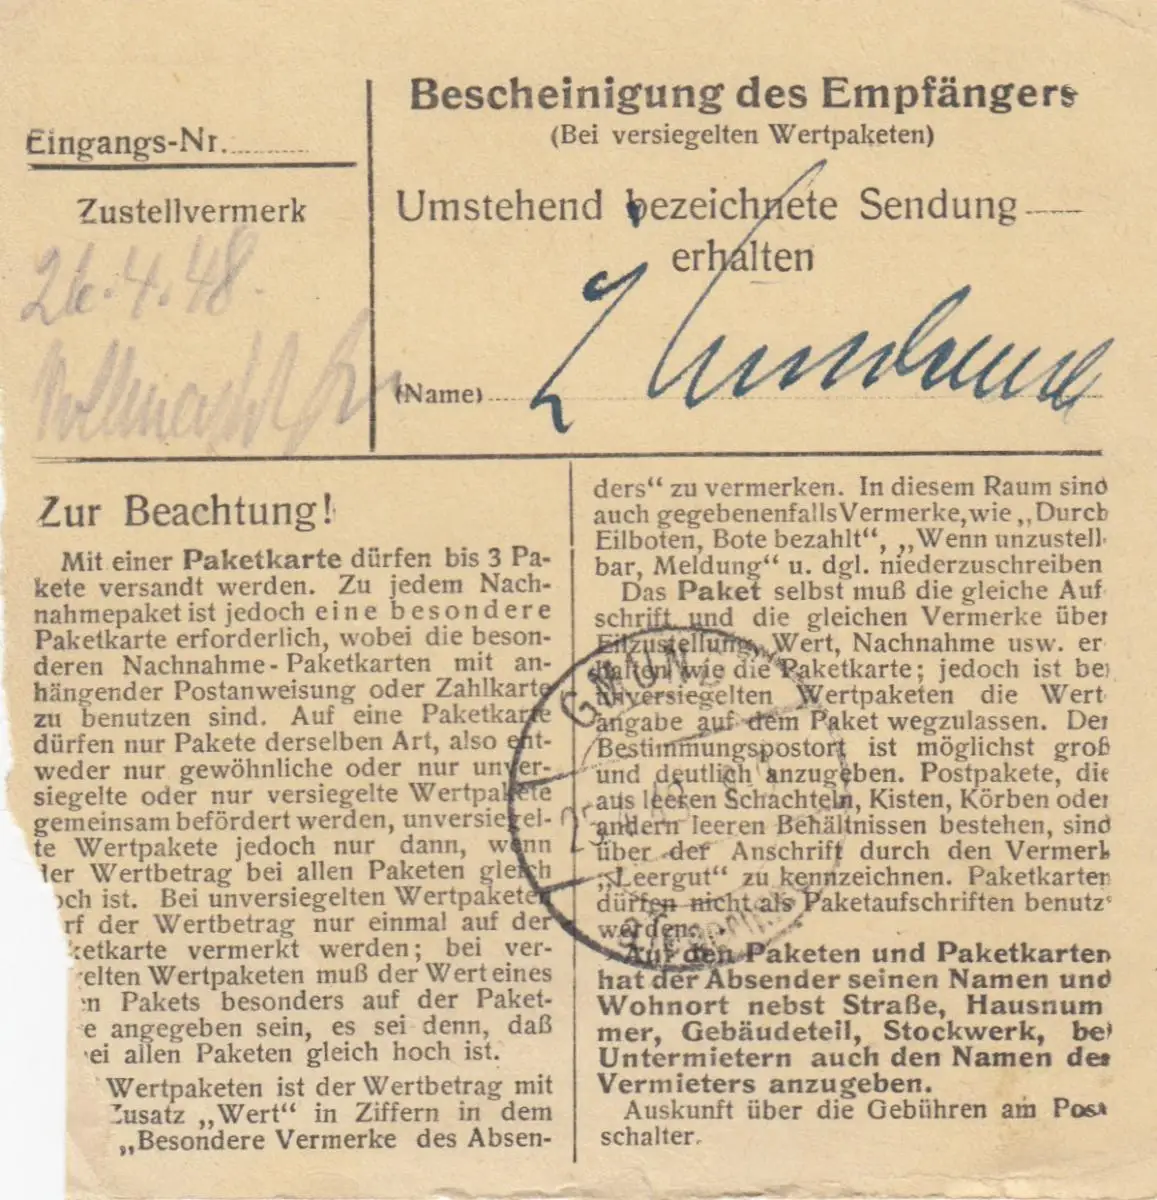 Bescheinigung des Empfängers
(Bei versiegelten Wertpaketen)
Eingangs-Nr.
Zustellvermerk
26.4.48.
Umstehend bezeichnete Sendung
erhalten
(Name)
Zur Beachtung!
Mit einer Paketkarte dürfen bis 3 Pa-
kete versandt werden. Zu jedem Nach-
nahmepaket ist jedoch eine besondere
Paketkarte erforderlich, wobei die beson-
deren Nachnahme-Paketkarten mit an-
hängender Postanweisung oder Zahlkarte
zu benutzen sind. Auf eine Paketkarte
dürfen nur Pakete derselben Art, also ent-
weder nur gewöhnliche oder nur unver-
siegelte oder nur versiegelte Wertpakete
gemeinsam befördert werden, unversiegel-
te Wertpakete jedoch nur dann, wenn
der Wertbetrag bei allen Paketen gleich
och ist. Bei unversiegelten Wertpaketen
rf der Wertbetrag nur einmal auf der
ketkarte vermerkt werden; bei ver-
elten Wertpaketen muß der Wert eines
n Pakets besonders auf der Paket-
e angegeben sein, es sei denn, daß
ei allen Paketen gleich hoch ist.
Wertpaketen ist der Wertbetrag mit
Zusatz „Wert“ in Ziffern in dem
„Besondere Vermerke des Absen-
ders“ zu vermerken. In diesem Raum sind
auch gegebenenfalls Vermerke, wie „Durch
Eilboten, Bote bezahlt“, „Wenn unzustell-
bar, Meldung“ u. dgl. niederzuschreiben
Das Paket selbst muß die gleiche Auf
schrift und die gleichen Vermerke über
Eilzustellung, Wert, Nachnahme usw. er
halten wie die Paketkarte; jedoch ist bei
unversiegelten Wertpaketen die Wert
angabe auf dem Paket wegzulassen. Der
Bestimmungspostort ist möglichst groß
und deutlich anzugeben. Postpakete, die
aus leeren Schachteln, Kisten, Körben oder
andern leeren Behältnissen bestehen, sind
über der Anschrift durch den Vermerk
„Leergut“ zu kennzeichnen. Paketkarten
dürfen nicht als Paketaufschriften benutz
werden.
Auf den Paketen und Paketkarten
hat der Absender seinen Namen und
Wohnort nebst Straße, Hausnum
mer, Gebäudeteil, Stockwerk, bei
Untermietern auch den Namen des
Vermieters anzugeben.
Auskunft über die Gebühren am Post
schalter.
GMUND